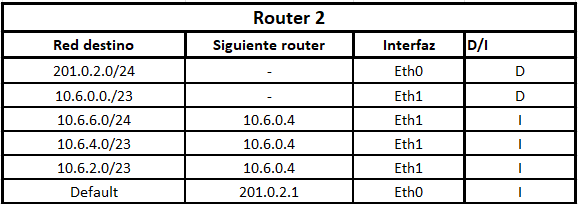 Router 2
Red destino Siguiente router Interfaz D/I
201.0.2.0/24 - Eth0 D
10.6.0.0./23 - Eth1 D
10.6.6.0/24 10.6.0.4 Eth1 I
10.6.4.0/23 10.6.0.4 Eth1 I
10.6.2.0/23 10.6.0.4 Eth1 I
Default 201.0.2.1 Eth0 I